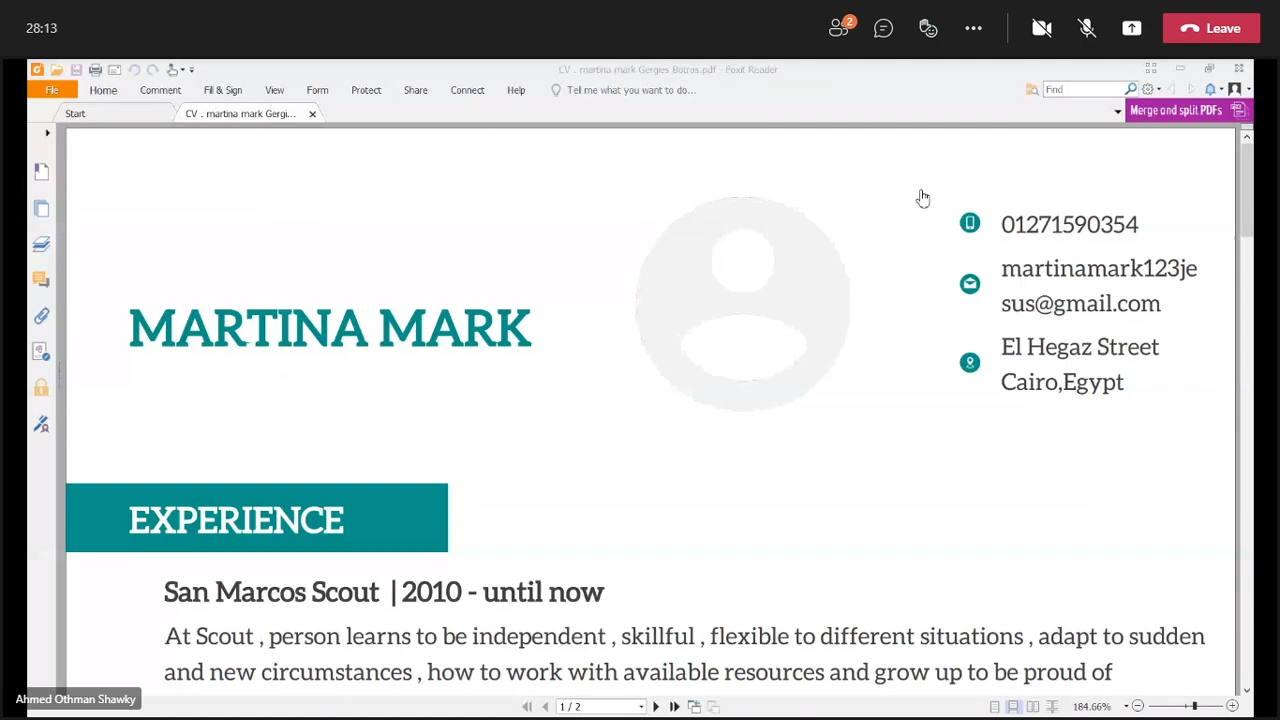 28:13
2
Leave
CV . martina mark Gergies Botros.pdf - Foxit Reader
File Home Comment Fill & Sign View Form Protect Share Connect Help Tell me what you want to do... Find
Start CV . martina mark Gergi... Merge and split PDFs
01271590354
martinamark123je
sus@gmail.com
MARTINA MARK
El Hegaz Street
Cairo,Egypt
EXPERIENCE
San Marcos Scout | 2010 - until now
At Scout , person learns to be independent , skillful , flexible to different situations , adapt to sudden
and new circumstances , how to work with available resources and grow up to be proud of
Ahmed Othman Shawky
1 / 2
184.66%